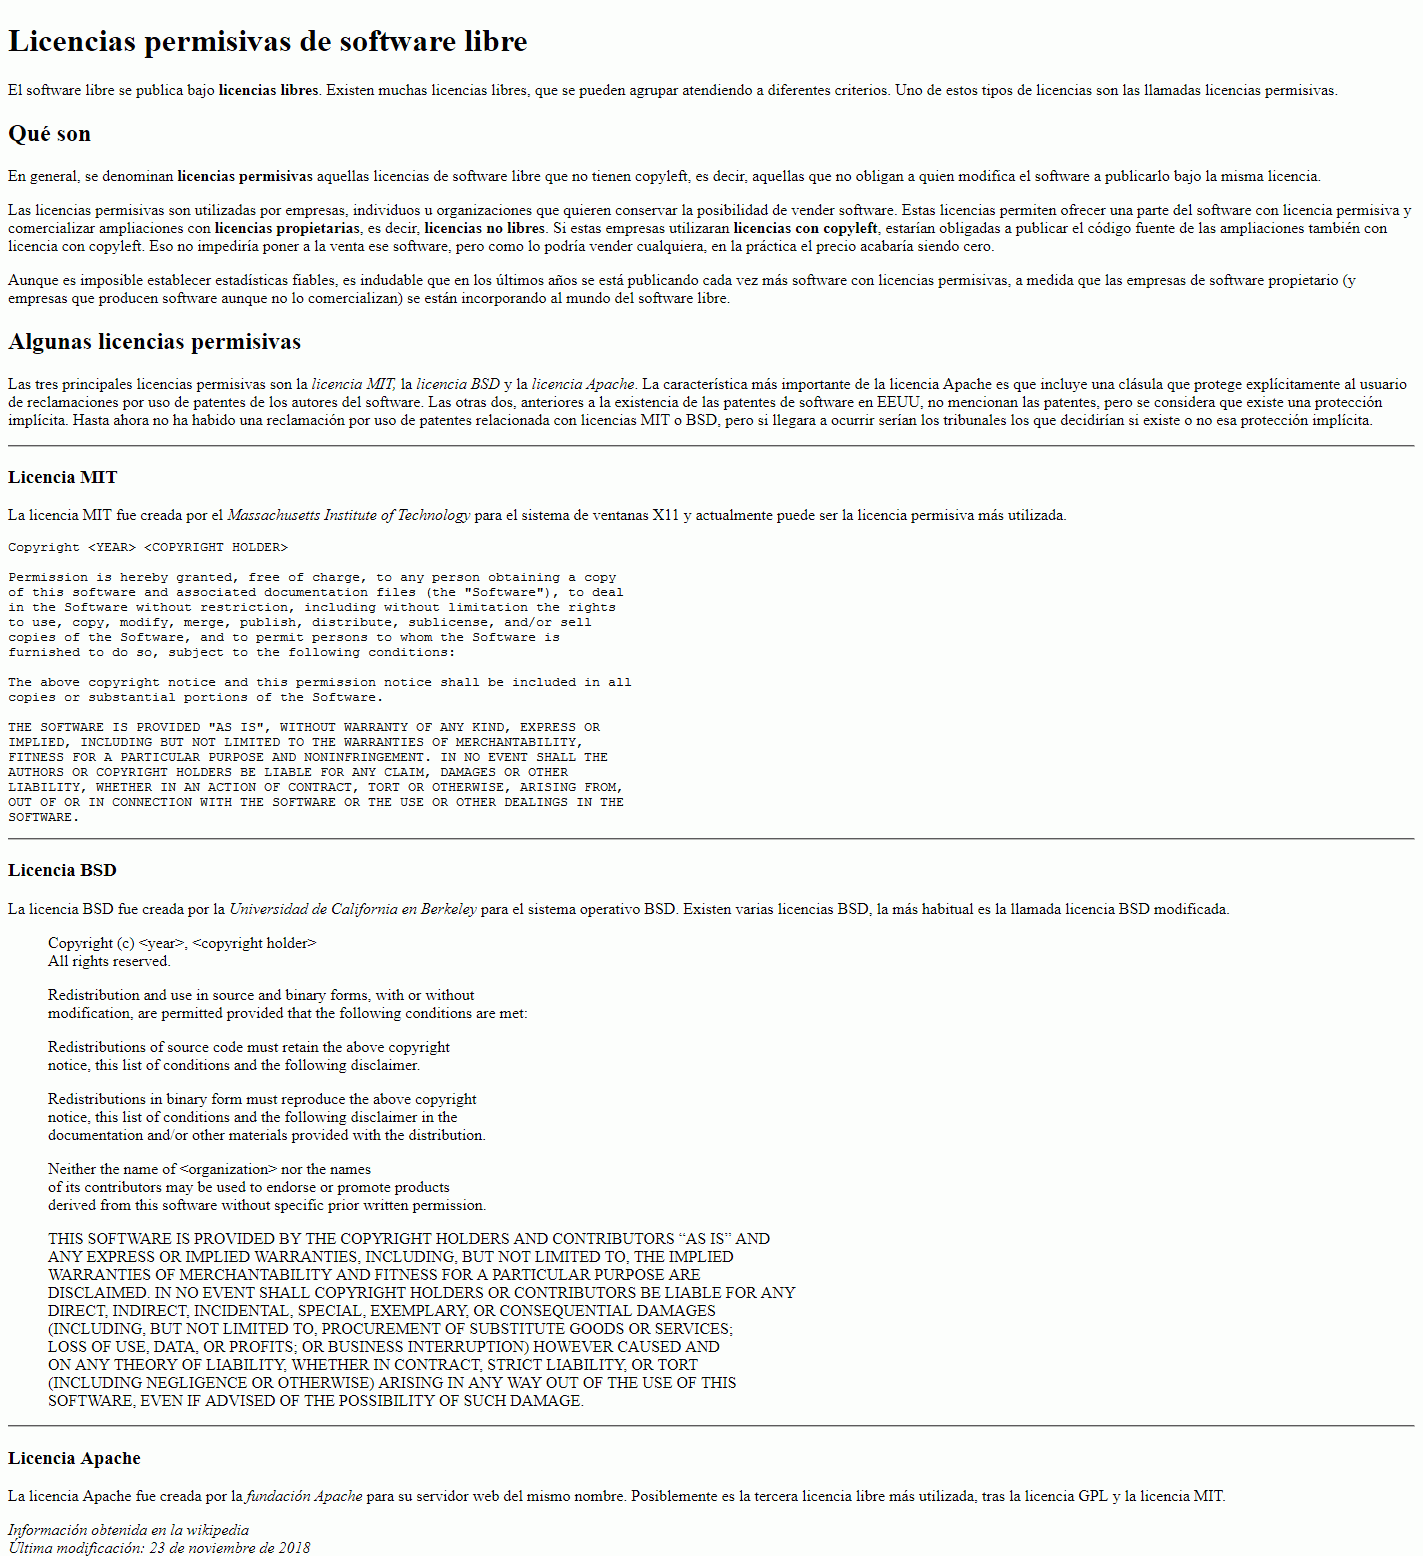 Licencias permisivas de software libre
El software libre se publica bajo licencias libres. Existen muchas licencias libres, que se pueden agrupar atendiendo a diferentes criterios. Uno de estos tipos de licencias son las llamadas licencias permisivas.
Qué son
En general, se denominan licencias permisivas aquellas licencias de software libre que no tienen copyleft, es decir, aquellas que no obligan a quien modifica el software a publicarlo bajo la misma licencia.
Las licencias permisivas son utilizadas por empresas, individuos u organizaciones que quieren conservar la posibilidad de vender software. Estas licencias permiten ofrecer una parte del software con licencia permisiva y
comercializar ampliaciones con licencias propietarias, es decir, licencias no libres. Si estas empresas utilizaran licencias con copyleft, estarían obligadas a publicar el código fuente de las ampliaciones también con
licencia con copyleft. Eso no impediría poner a la venta ese software, pero como lo podría vender cualquiera, en la práctica el precio acabaría siendo cero.
Aunque es imposible establecer estadísticas fiables, es indudable que en los últimos años se está publicando cada vez más software con licencias permisivas, a medida que las empresas de software propietario (y
empresas que producen software aunque no lo comercializan) se están incorporando al mundo del software libre.
Algunas licencias permisivas
Las tres principales licencias permisivas son la licencia MIT, la licencia BSD y la licencia Apache. La característica más importante de la licencia Apache es que incluye una clásula que protege explícitamente al usuario
de reclamaciones por uso de patentes de los autores del software. Las otras dos, anteriores a la existencia de las patentes de software en EEUU, no mencionan las patentes, pero se considera que existe una protección
implícita. Hasta ahora no ha habido una reclamación por uso de patentes relacionada con licencias MIT o BSD, pero si llegara a ocurrir serían los tribunales los que decidirían si existe o no esa protección implícita.
Licencia MIT
La licencia MIT fue creada por el Massachusetts Institute of Technology para el sistema de ventanas X11 y actualmente puede ser la licencia permisiva más utilizada.
Copyright <YEAR> <COPYRIGHT HOLDER>
Permission is hereby granted, free of charge, to any person obtaining a copy
of this software and associated documentation files (the "Software"), to deal
in the Software without restriction, including without limitation the rights
to use, copy, modify, merge, publish, distribute, sublicense, and/or sell
copies of the Software, and to permit persons to whom the Software is
furnished to do so, subject to the following conditions:
The above copyright notice and this permission notice shall be included in all
copies or substantial portions of the Software.
THE SOFTWARE IS PROVIDED "AS IS", WITHOUT WARRANTY OF ANY KIND, EXPRESS OR
IMPLIED, INCLUDING BUT NOT LIMITED TO THE WARRANTIES OF MERCHANTABILITY,
FITNESS FOR A PARTICULAR PURPOSE AND NONINFRINGEMENT. IN NO EVENT SHALL THE
AUTHORS OR COPYRIGHT HOLDERS BE LIABLE FOR ANY CLAIM, DAMAGES OR OTHER
LIABILITY, WHETHER IN AN ACTION OF CONTRACT, TORT OR OTHERWISE, ARISING FROM,
OUT OF OR IN CONNECTION WITH THE SOFTWARE OR THE USE OR OTHER DEALINGS IN THE
SOFTWARE.
Licencia BSD
La licencia BSD fue creada por la Universidad de California en Berkeley para el sistema operativo BSD. Existen varias licencias BSD, la más habitual es la llamada licencia BSD modificada.
Copyright (c) <year>, <copyright holder>
All rights reserved.
Redistribution and use in source and binary forms, with or without
modification, are permitted provided that the following conditions are met:
Redistributions of source code must retain the above copyright
notice, this list of conditions and the following disclaimer.
Redistributions in binary form must reproduce the above copyright
notice, this list of conditions and the following disclaimer in the
documentation and/or other materials provided with the distribution.
Neither the name of <organization> nor the names
of its contributors may be used to endorse or promote products
derived from this software without specific prior written permission.
THIS SOFTWARE IS PROVIDED BY THE COPYRIGHT HOLDERS AND CONTRIBUTORS “AS IS” AND
ANY EXPRESS OR IMPLIED WARRANTIES, INCLUDING, BUT NOT LIMITED TO, THE IMPLIED
WARRANTIES OF MERCHANTABILITY AND FITNESS FOR A PARTICULAR PURPOSE ARE
DISCLAIMED. IN NO EVENT SHALL COPYRIGHT HOLDERS OR CONTRIBUTORS BE LIABLE FOR ANY
DIRECT, INDIRECT, INCIDENTAL, SPECIAL, EXEMPLARY, OR CONSEQUENTIAL DAMAGES
(INCLUDING, BUT NOT LIMITED TO, PROCUREMENT OF SUBSTITUTE GOODS OR SERVICES;
LOSS OF USE, DATA, OR PROFITS; OR BUSINESS INTERRUPTION) HOWEVER CAUSED AND
ON ANY THEORY OF LIABILITY, WHETHER IN CONTRACT, STRICT LIABILITY, OR TORT
(INCLUDING NEGLIGENCE OR OTHERWISE) ARISING IN ANY WAY OUT OF THE USE OF THIS
SOFTWARE, EVEN IF ADVISED OF THE POSSIBILITY OF SUCH DAMAGE.
Licencia Apache
La licencia Apache fue creada por la fundación Apache para su servidor web del mismo nombre. Posiblemente es la tercera licencia libre más utilizada, tras la licencia GPL y la licencia MIT.
Información obtenida en la wikipedia
Última modificación: 23 de noviembre de 2018